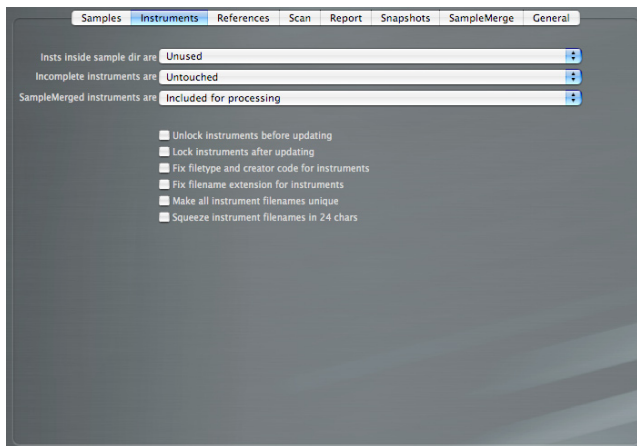 Samples Instruments References Scan Report Snapshots SampleMerge General
Insts inside sample dir are Unused
Incomplete instruments are Untouched
SampleMerged instruments are Included for processing
Unlock instruments before updating
Lock instruments after updating
Fix filetype and creator code for instruments
Fix filename extension for instruments
Make all instrument filenames unique
Squeeze instrument filenames in 24 chars